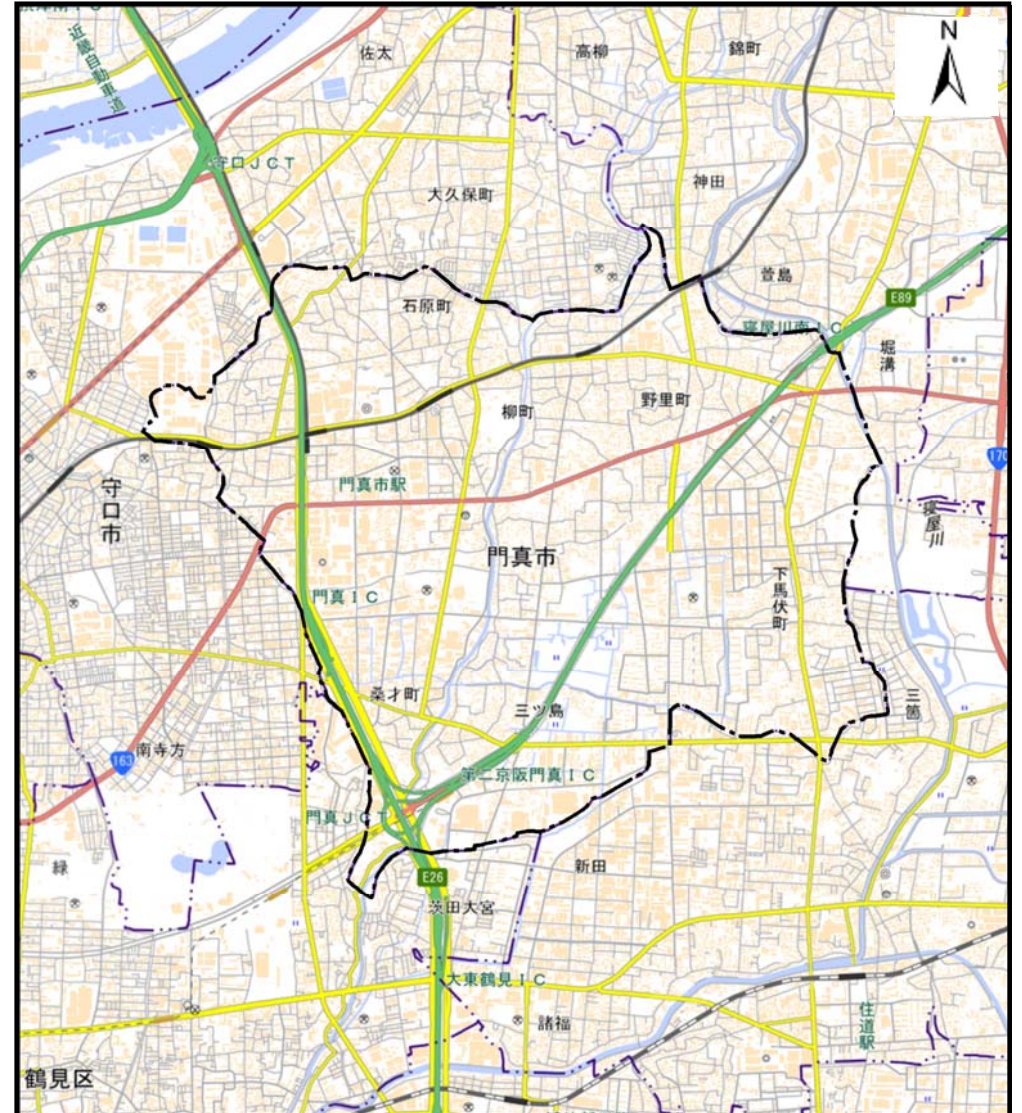 佐太
高柳
錦町
N
近畿自動車道
守口JCT
大久保町
神田
萱島
E89
石原町
寝屋川南IC
堀溝
柳町
野里町
170
門真市駅
守口市
寝屋川
門真市
門真IC
下馬伏町
桑才町
三ツ島
三箇
南寺方
163
第二京阪門真IC
門真JCT
緑
新田
E26
茨田大宮
大東鶴見IC
諸福
住道駅
鶴見区